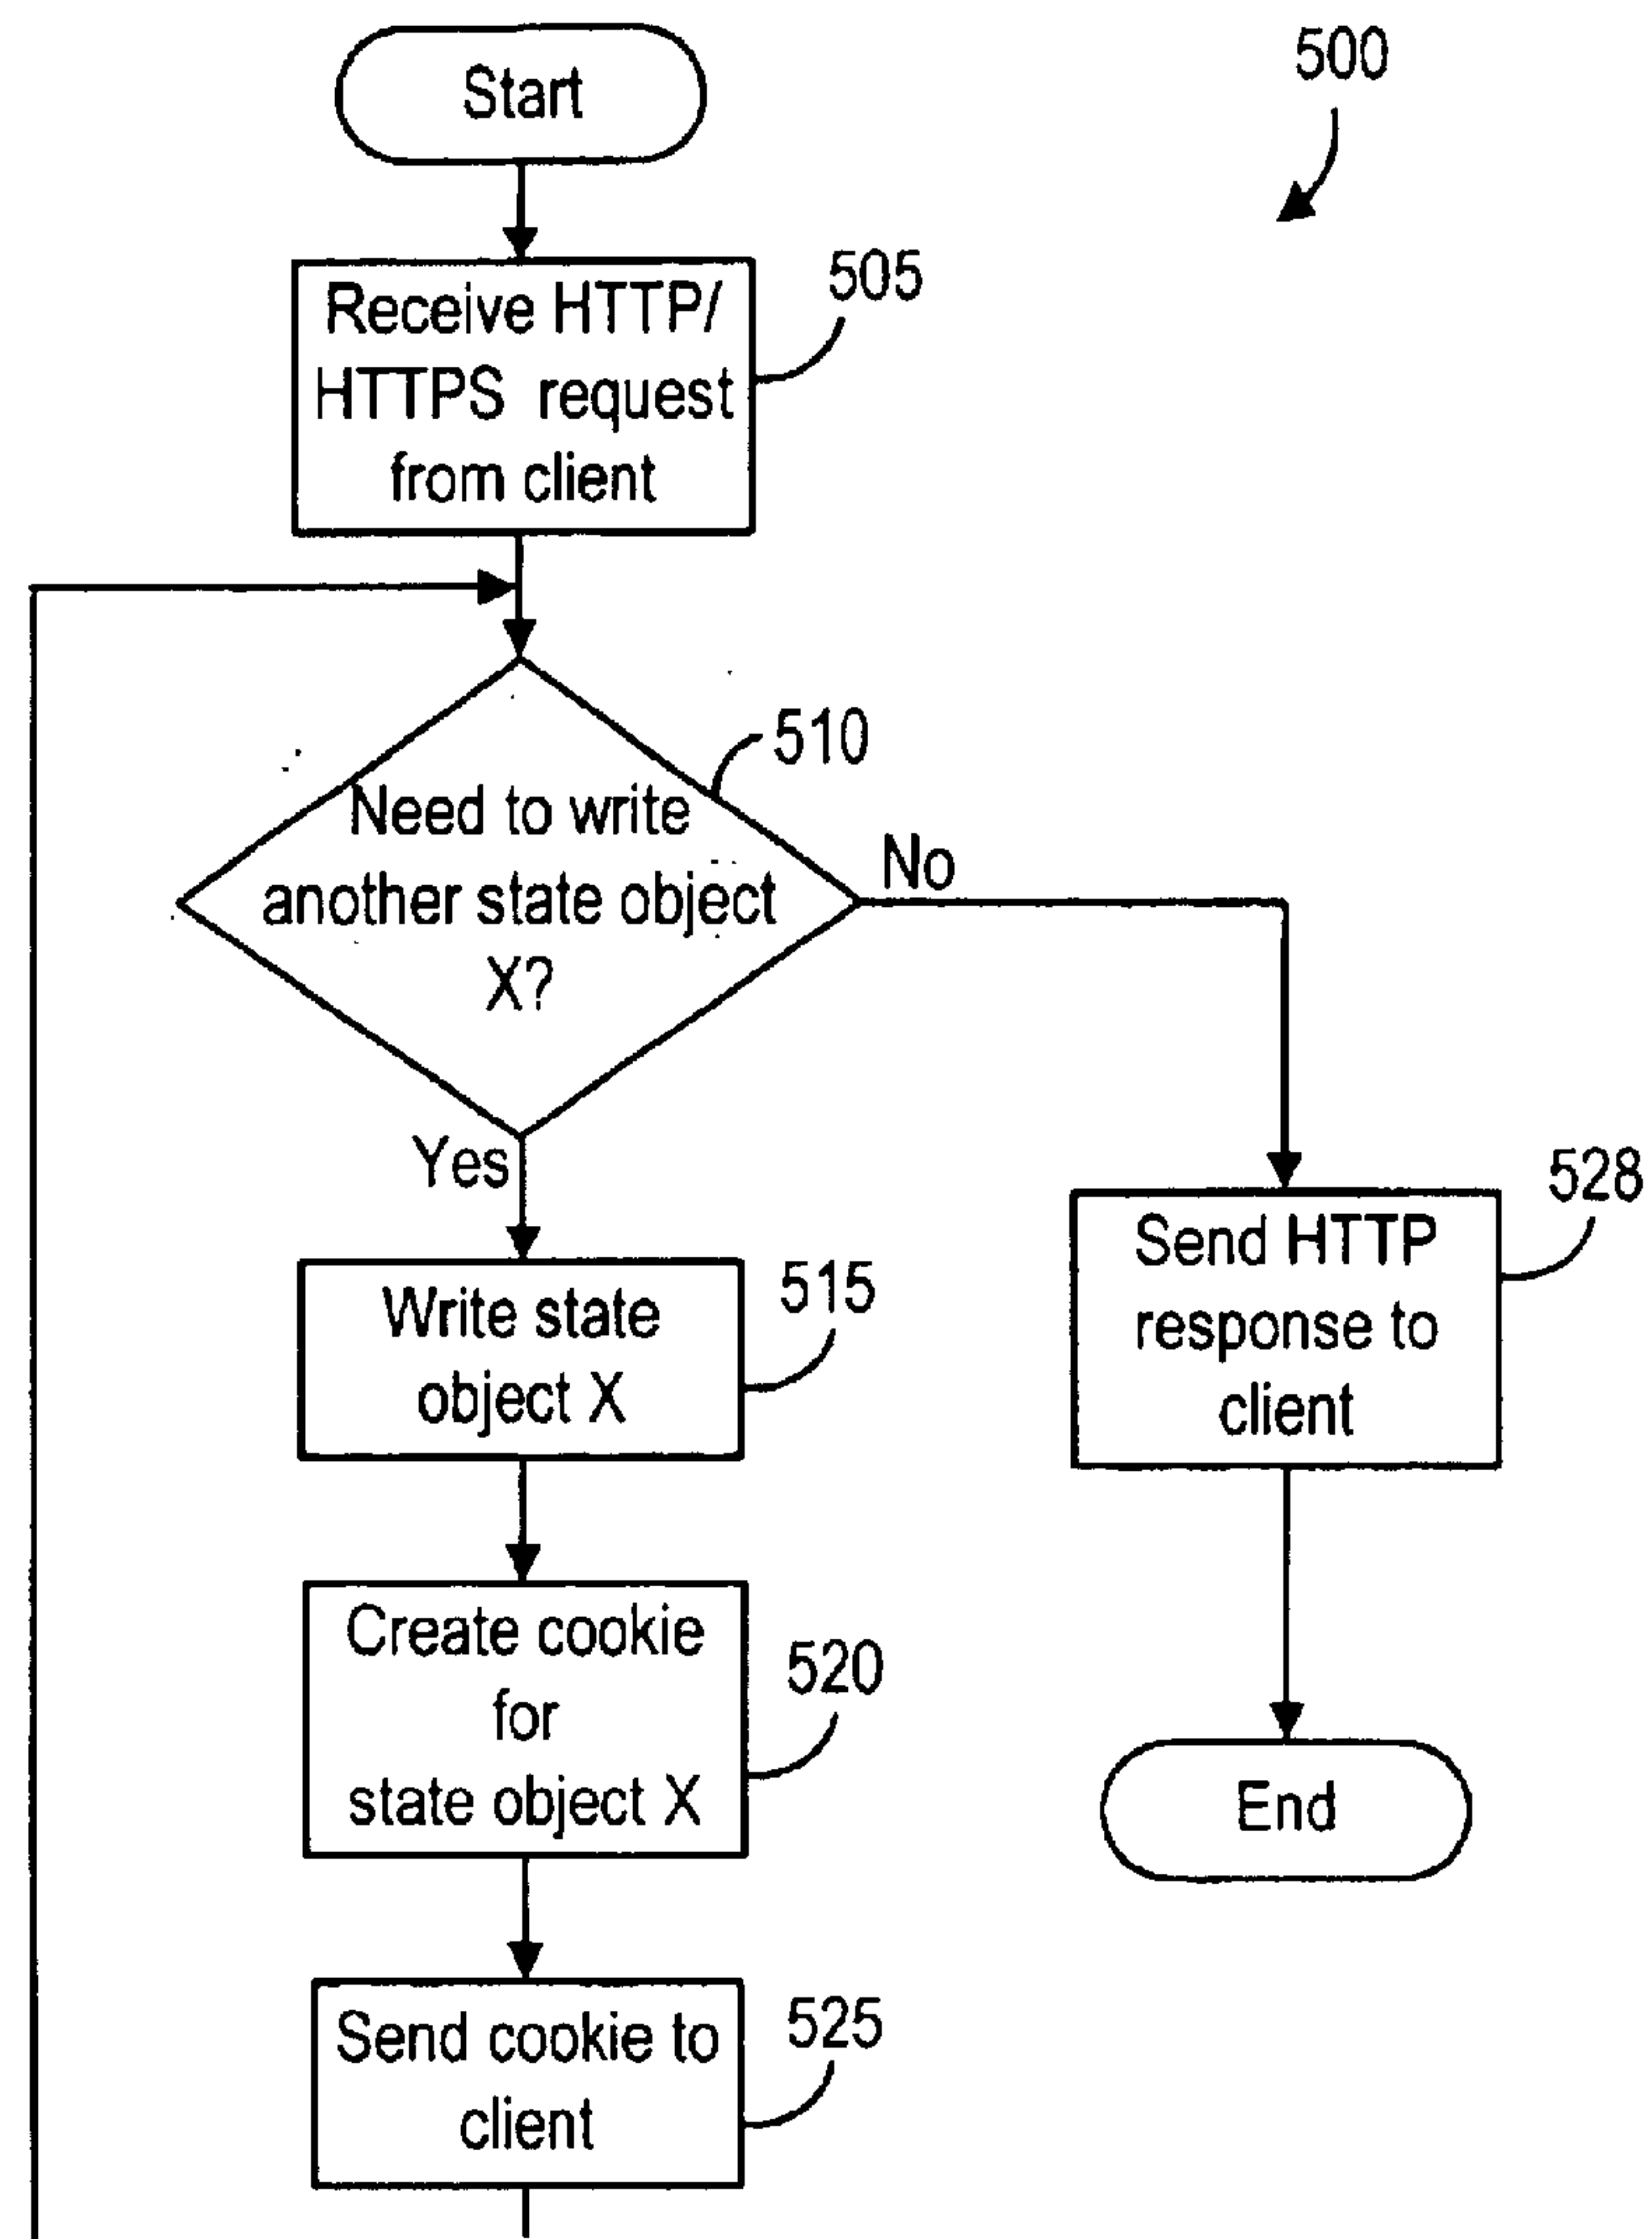 Start
500
Receive HTTP/
HTTPS request
from client
505
Need to write
another state object
X?
510
No
Yes
Write state
object X
515
Send HTTP
response to
client
528
Create cookie
for
state object X
520
End
Send cookie to
client
525